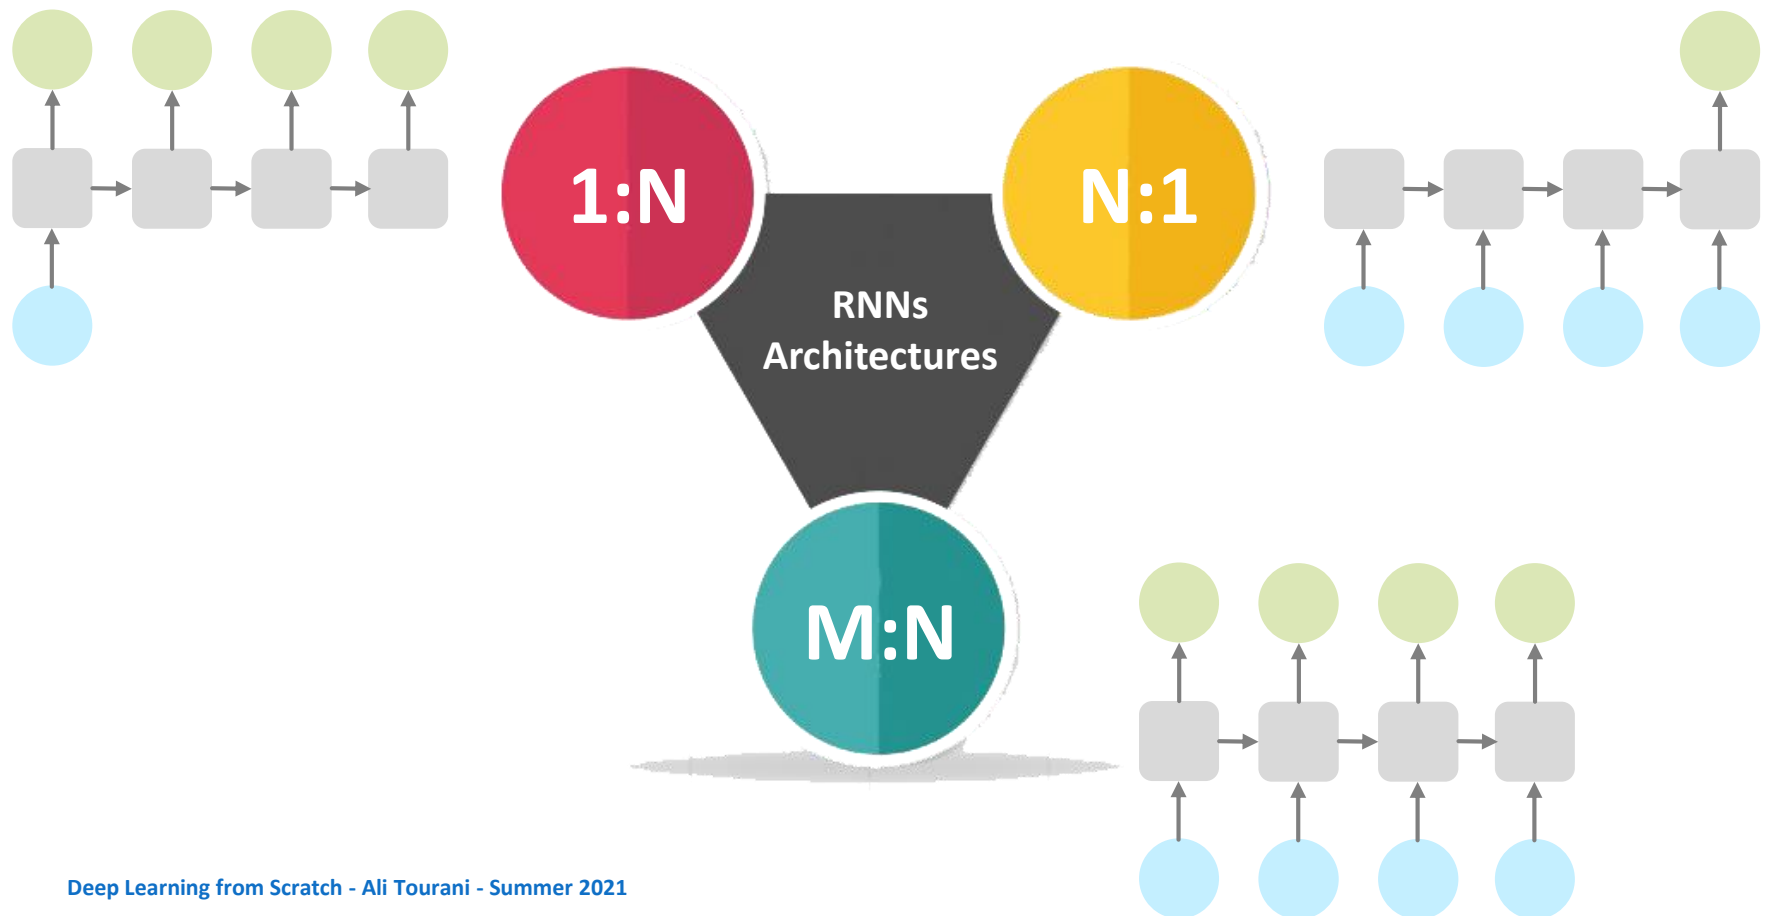 1:N
N:1
RNNs
Architectures
M:N
Deep Learning from Scratch - Ali Tourani - Summer 2021